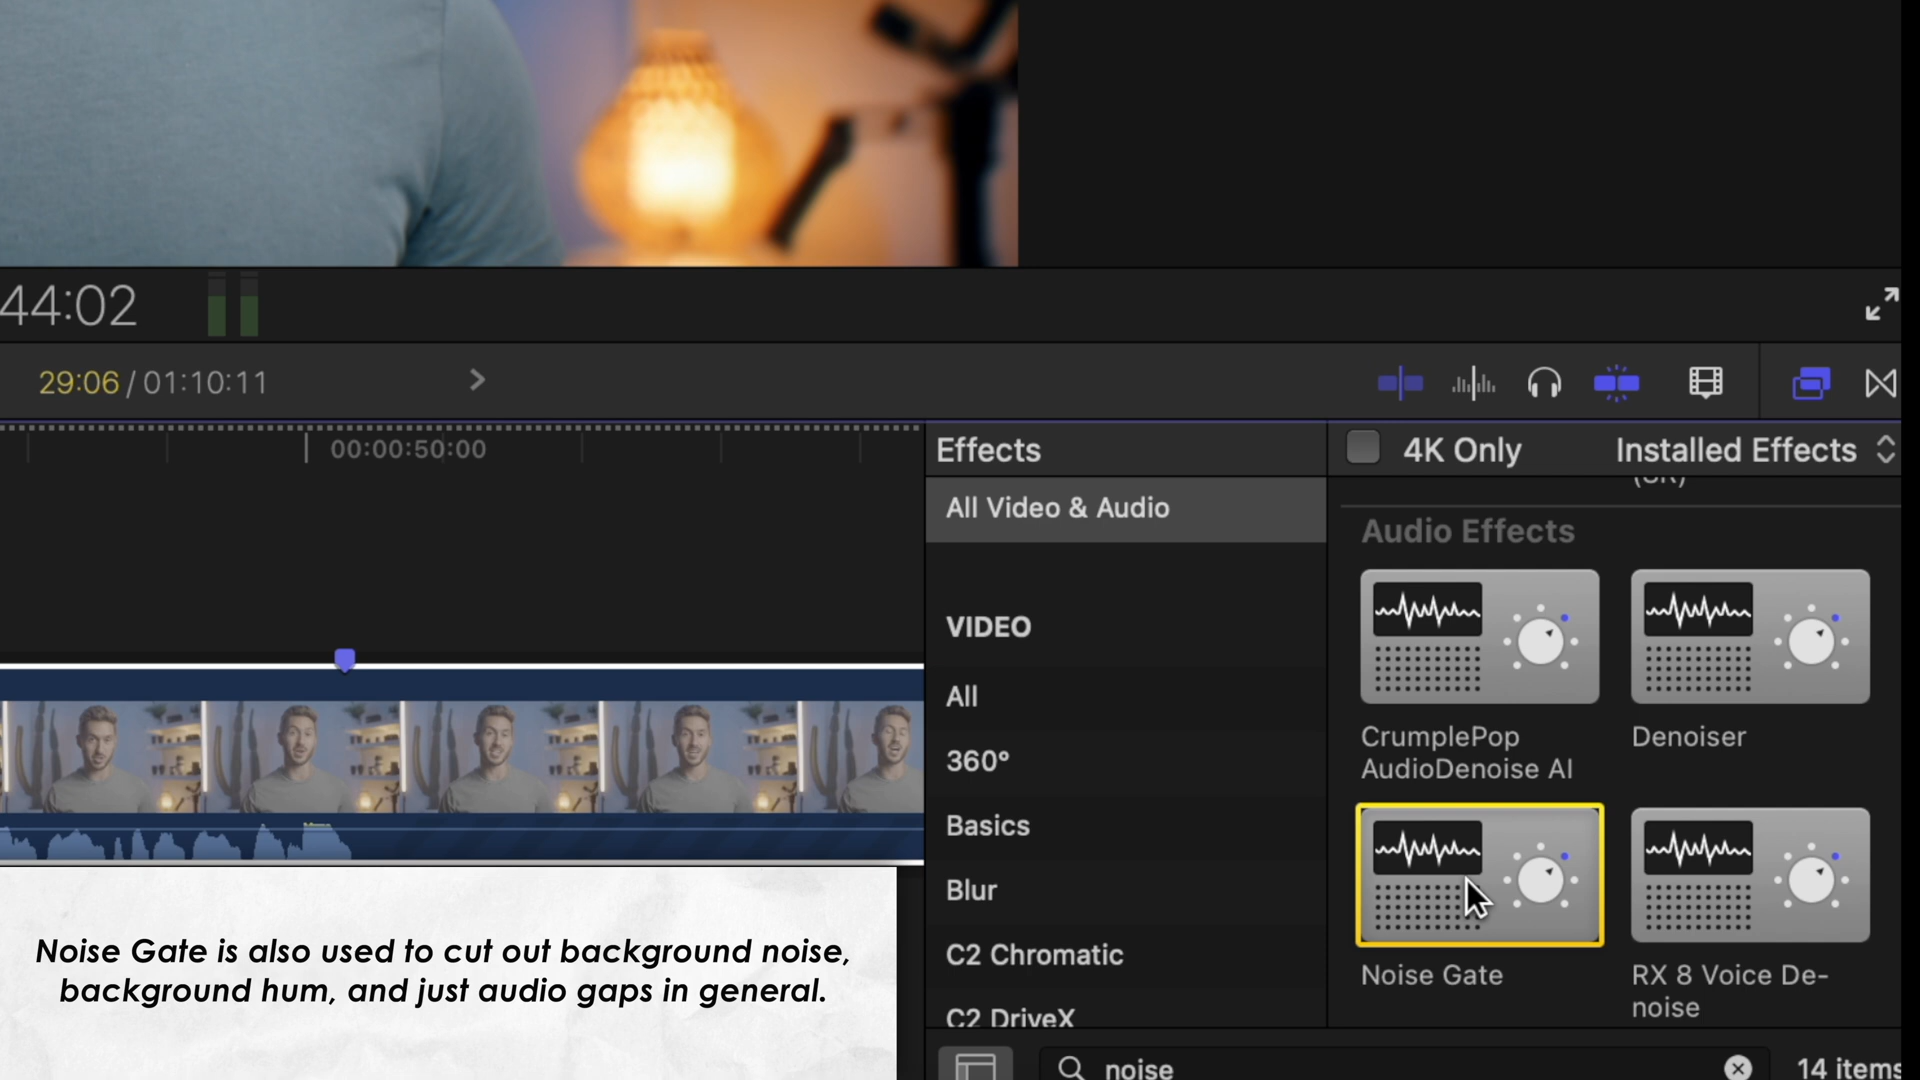 44:02
29:06 / 01:10:11
00:00:50:00
Effects
4K Only
Installed Effects
All Video & Audio
Audio Effects
VIDEO
All
360°
Basics
Blur
C2 Chromatic
C2 DriveX
CrumplePop
AudioDenoise AI
Denoiser
Noise Gate
RX 8 Voice De-
noise
Noise Gate is also used to cut out background noise,
background hum, and just audio gaps in general.
noise
14 items